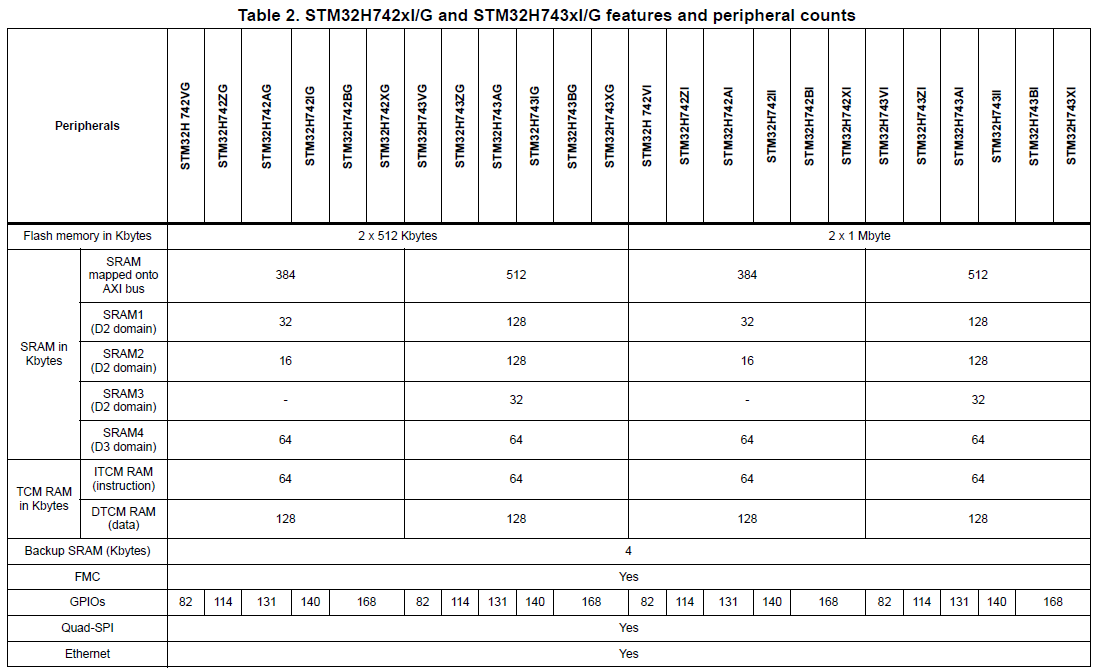 Table 2. STM32H742xI/G and STM32H743xI/G features and peripheral counts
Peripherals
STM32H 742VG
STM32H742ZG
STM32H742AG
STM32H742IG
STM32H742BG
STM32H742XG
STM32H743VG
STM32H743ZG
STM32H743AG
STM32H743IG
STM32H743BG
STM32H743XG
STM32H 742VI
STM32H742ZI
STM32H742AI
STM32H742II
STM32H742BI
STM32H742XI
STM32H743VI
STM32H743ZI
STM32H743AI
STM32H743II
STM32H743BI
STM32H743XI
Flash memory in Kbytes 2 x 512 Kbytes 2 x 1 Mbyte
SRAM in
Kbytes
SRAM
mapped onto
AXI bus
384 512 384 512
SRAM1
(D2 domain)
32 128 32 128
SRAM2
(D2 domain)
16 128 16 128
SRAM3
(D2 domain)
- 32 - 32
SRAM4
(D3 domain)
64 64 64 64
TCM RAM
in Kbytes
ITCM RAM
(instruction)
64 64 64 64
DTCM RAM
(data)
128 128 128 128
Backup SRAM (Kbytes) 4
FMC Yes
GPIOs 82 114 131 140 168 82 114 131 140 168 82 114 131 140 168 82 114 131 140 168
Quad-SPI Yes
Ethernet Yes